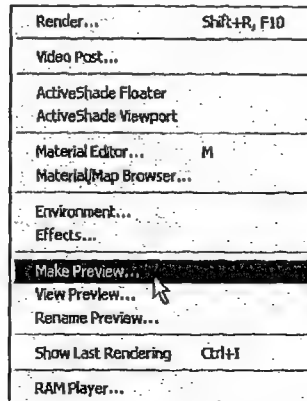 Render... Shift+R, F10
Video Post...
ActiveShade Floater
ActiveShade Viewport
Material Editor... M
Material/Map Browser...
Environment...
Effects...
Make Preview...
View Preview...
Rename Preview...
Show Last Rendering Ctrl+I
RAM Player...